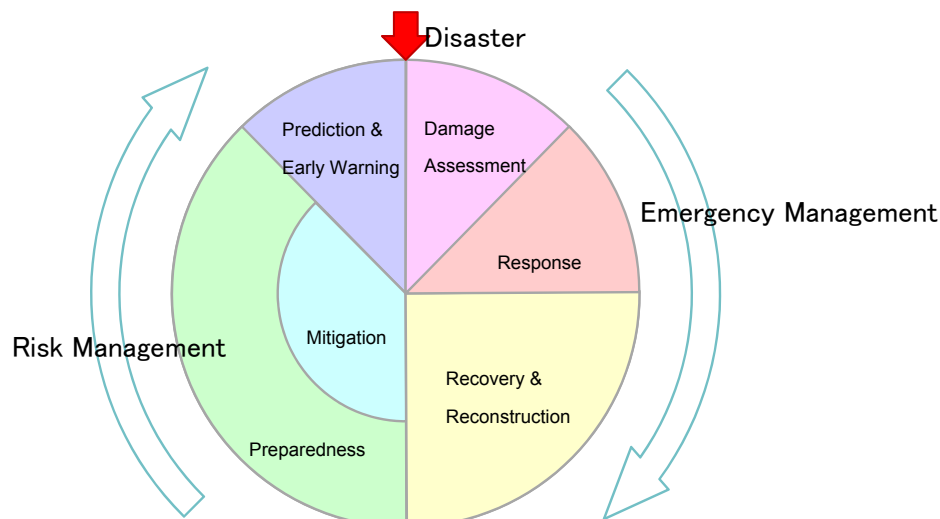 Disaster
Prediction &
Early Warning
Damage
Assessment
Emergency Management
Response
Mitigation
Risk Management
Recovery &
Reconstruction
Preparedness